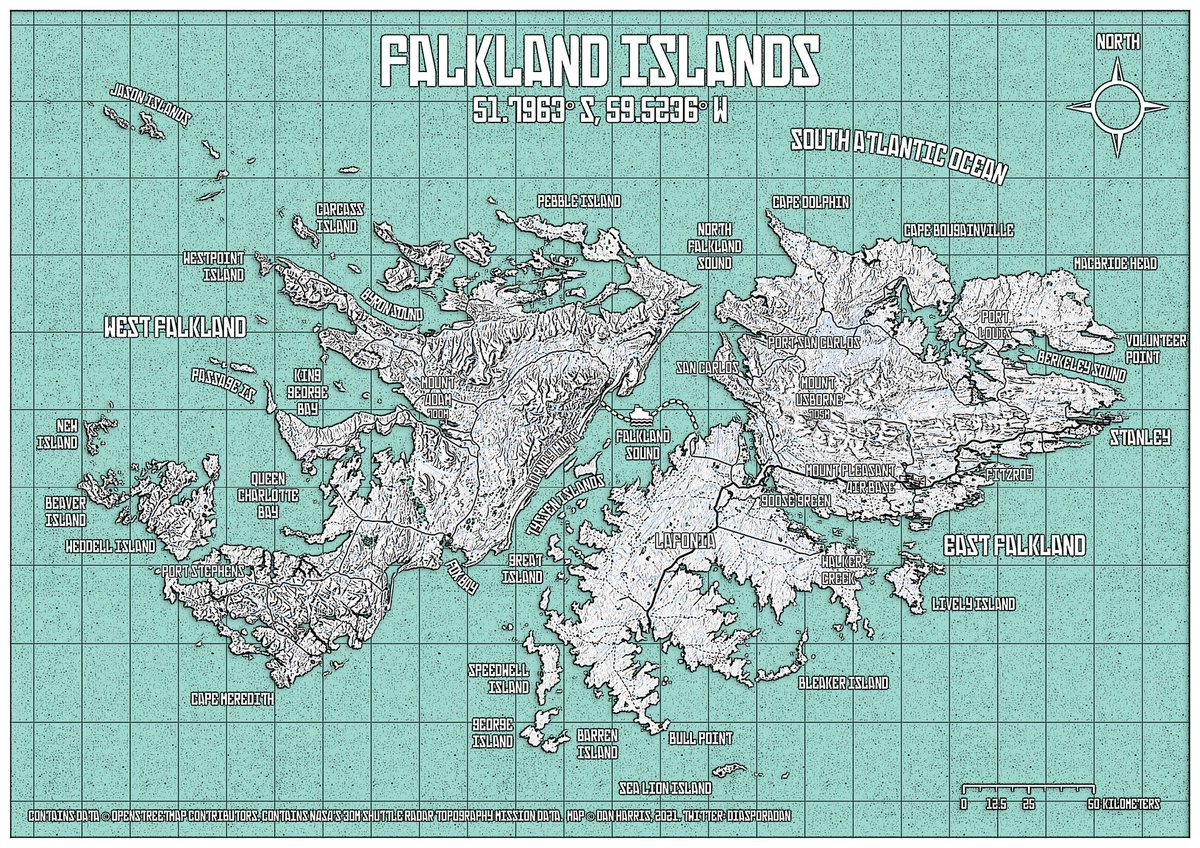 FALKLAND ISLANDS
51.7963° S, 59.5236° W
NORTH
SOUTH ATLANTIC OCEAN
JASON ISLANDS
CARCASS
ISLAND
PEBBLE ISLAND
NORTH
FALKLAND
SOUND
CAPE DOLPHIN
CAPE BOUGAINVILLE
MACBRIDE HEAD
WESTPOINT
ISLAND
BYRON SOUND
WEST FALKLAND
PORT
LOUIS
VOLUNTEER
POINT
PORT SAN CARLOS
BERKELEY SOUND
SAN CARLOS
PASSAGE IS
KING
GEORGE
BAY
MOUNT
ADAM
700M
MOUNT
USBORNE
705M
NEW
ISLAND
FALKLAND
SOUND
STANLEY
PORT HOWARD
MOUNT PLEASANT
AIR BASE
FITZROY
QUEEN
CHARLOTTE
BAY
GOOSE GREEN
BEAVER
ISLAND
SWAN ISLANDS
WEDDELL ISLAND
LAFONIA
EAST FALKLAND
PORT STEPHENS
FOX BAY
GREAT
ISLAND
WALKER
CREEK
LIVELY ISLAND
SPEEDWELL
ISLAND
BLEAKER ISLAND
CAPE MEREDITH
GEORGE
ISLAND
BARREN
ISLAND
BULL POINT
SEA LION ISLAND
0 12.5 25 50 KILOMETERS
CONTAINS DATA © OPENSTREETMAP CONTRIBUTORS. CONTAINS NASA'S 30M SHUTTLE RADAR TOPOGRAPHY MISSION DATA. MAP © DAN HARRIS, 2021. TWITTER: DIASPORADAN